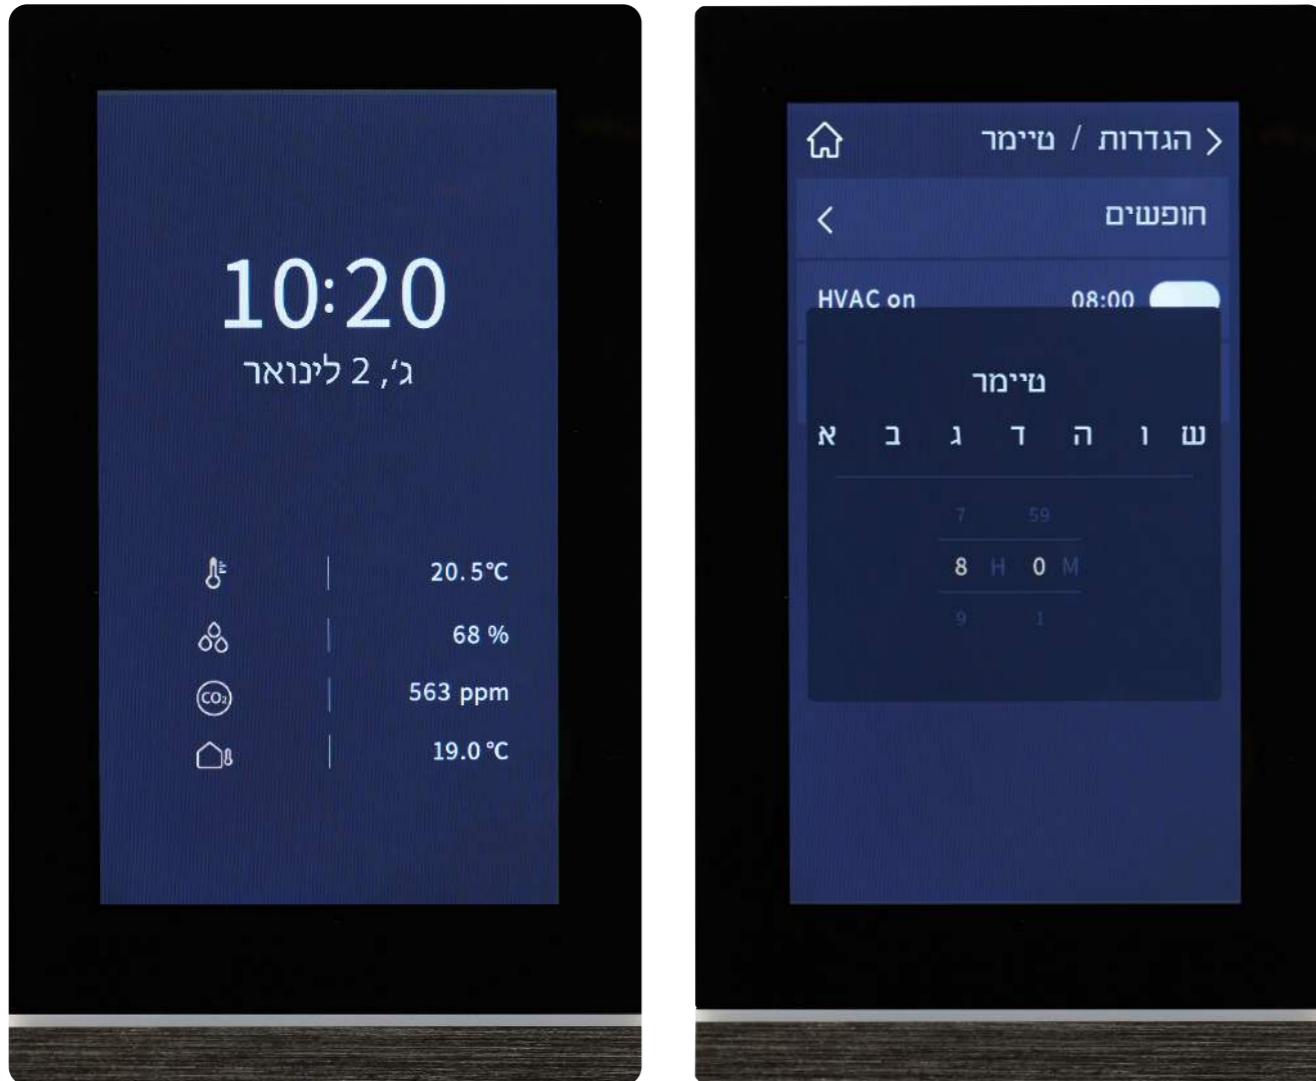 10:20
ג׳, 2 לינואר
20.5°C
68 %
CO₂
563 ppm
19.0 °C
הגדרות / טיימר
חופשים
HVAC on 08:00
טיימר
א ב ג ד ה ו ש
7 59
8 H 0 M
9 1